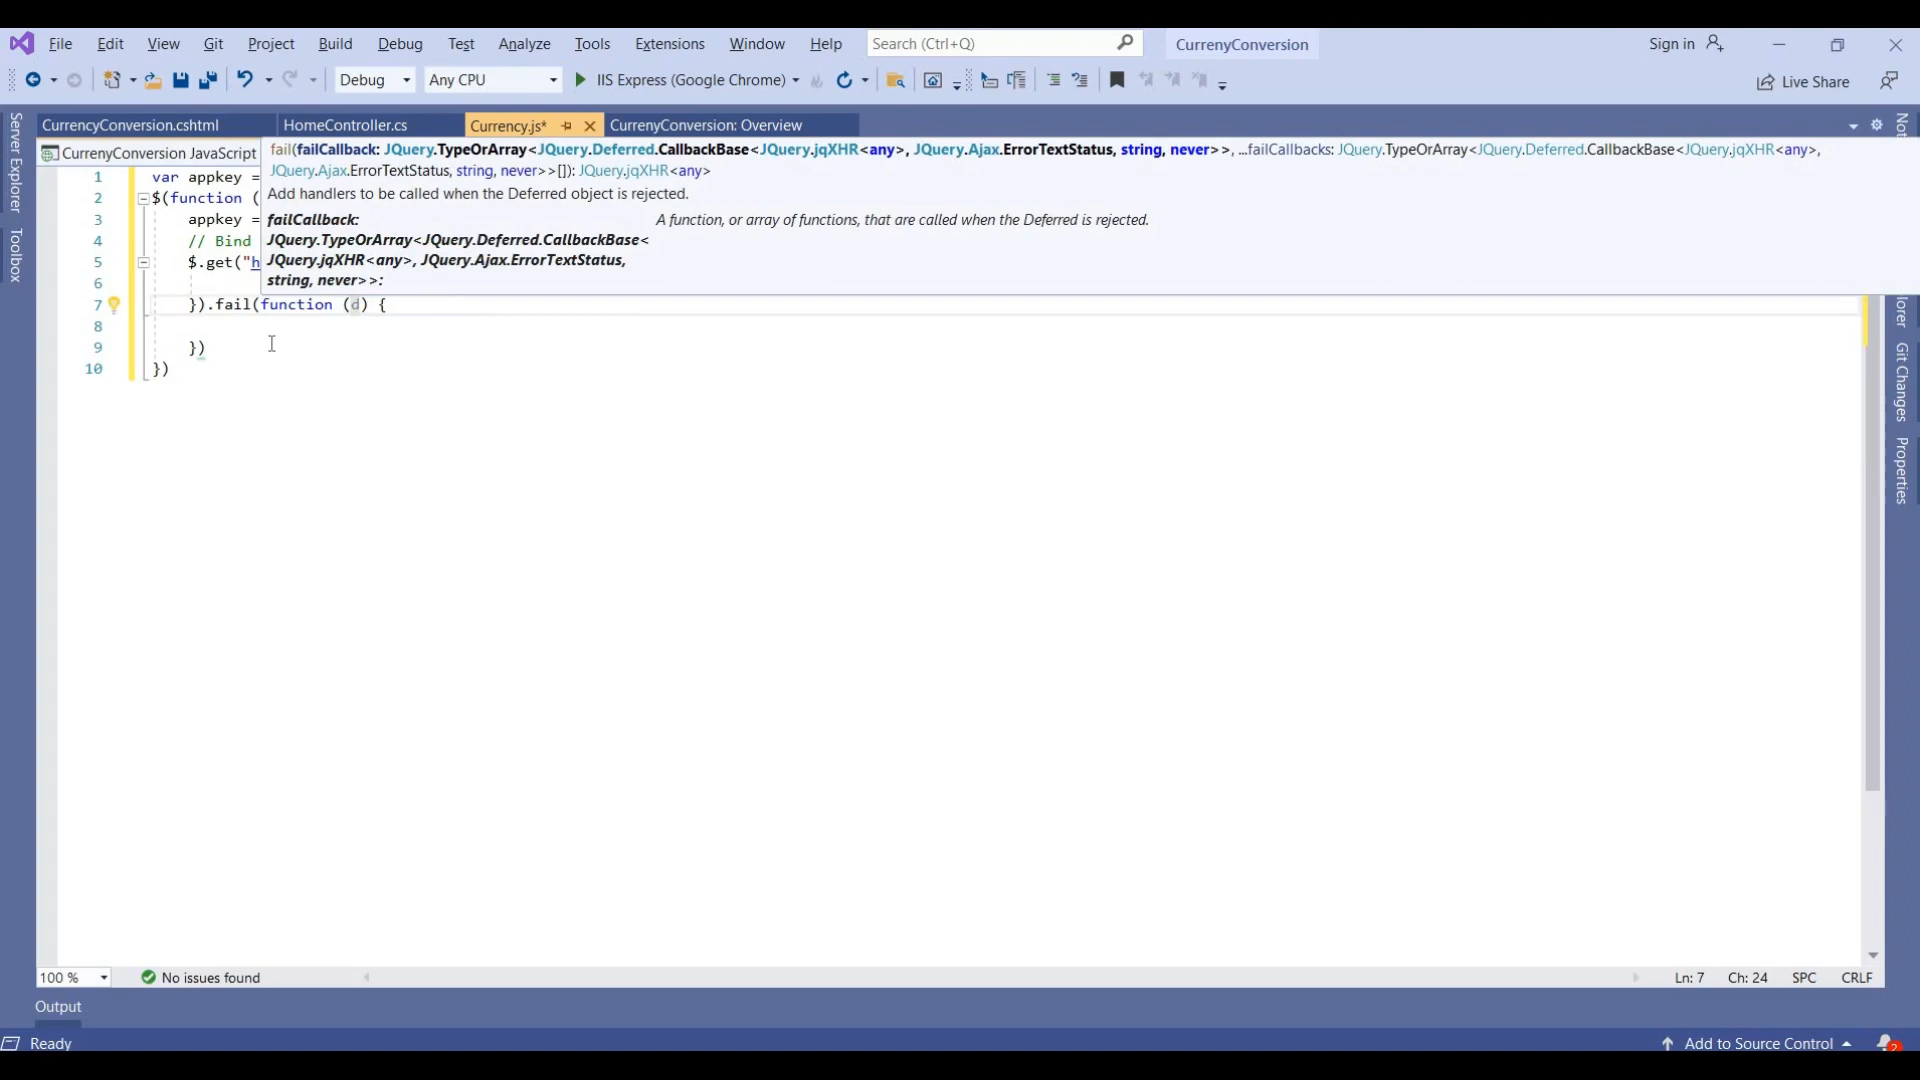 File Edit View Git Project Build Debug Test Analyze Tools Extensions Window Help Search (Ctrl+Q) CurrenyConversion Sign in
Debug Any CPU IIS Express (Google Chrome) Live Share
Server Explorer
Toolbox
CurrencyConversion.cshtml HomeController.cs Currency.js* CurrenyConversion: Overview
CurrenyConversion JavaScript
fail(failCallback: JQuery.TypeOrArray<JQuery.Deferred.CallbackBase<JQuery.jqXHR<any>, JQuery.Ajax.ErrorTextStatus, string, never>>, ...failCallbacks: JQuery.TypeOrArray<JQuery.Deferred.CallbackBase<JQuery.jqXHR<any>,
JQuery.Ajax.ErrorTextStatus, string, never>>[]): JQuery.jqXHR<any>
Add handlers to be called when the Deferred object is rejected.
failCallback: A function, or array of functions, that are called when the Deferred is rejected.
JQuery.TypeOrArray<JQuery.Deferred.CallbackBase<
JQuery.jqXHR<any>, JQuery.Ajax.ErrorTextStatus,
string, never>>:
1 var appkey =
2 $(function (
3 appkey =
4 // Bind
5 $.get("h
6
7 }).fail(function (d) {
8
9 })
10 })
Git Changes
Properties
100 % No issues found Ln: 7 Ch: 24 SPC CRLF
Output
Ready Add to Source Control 2